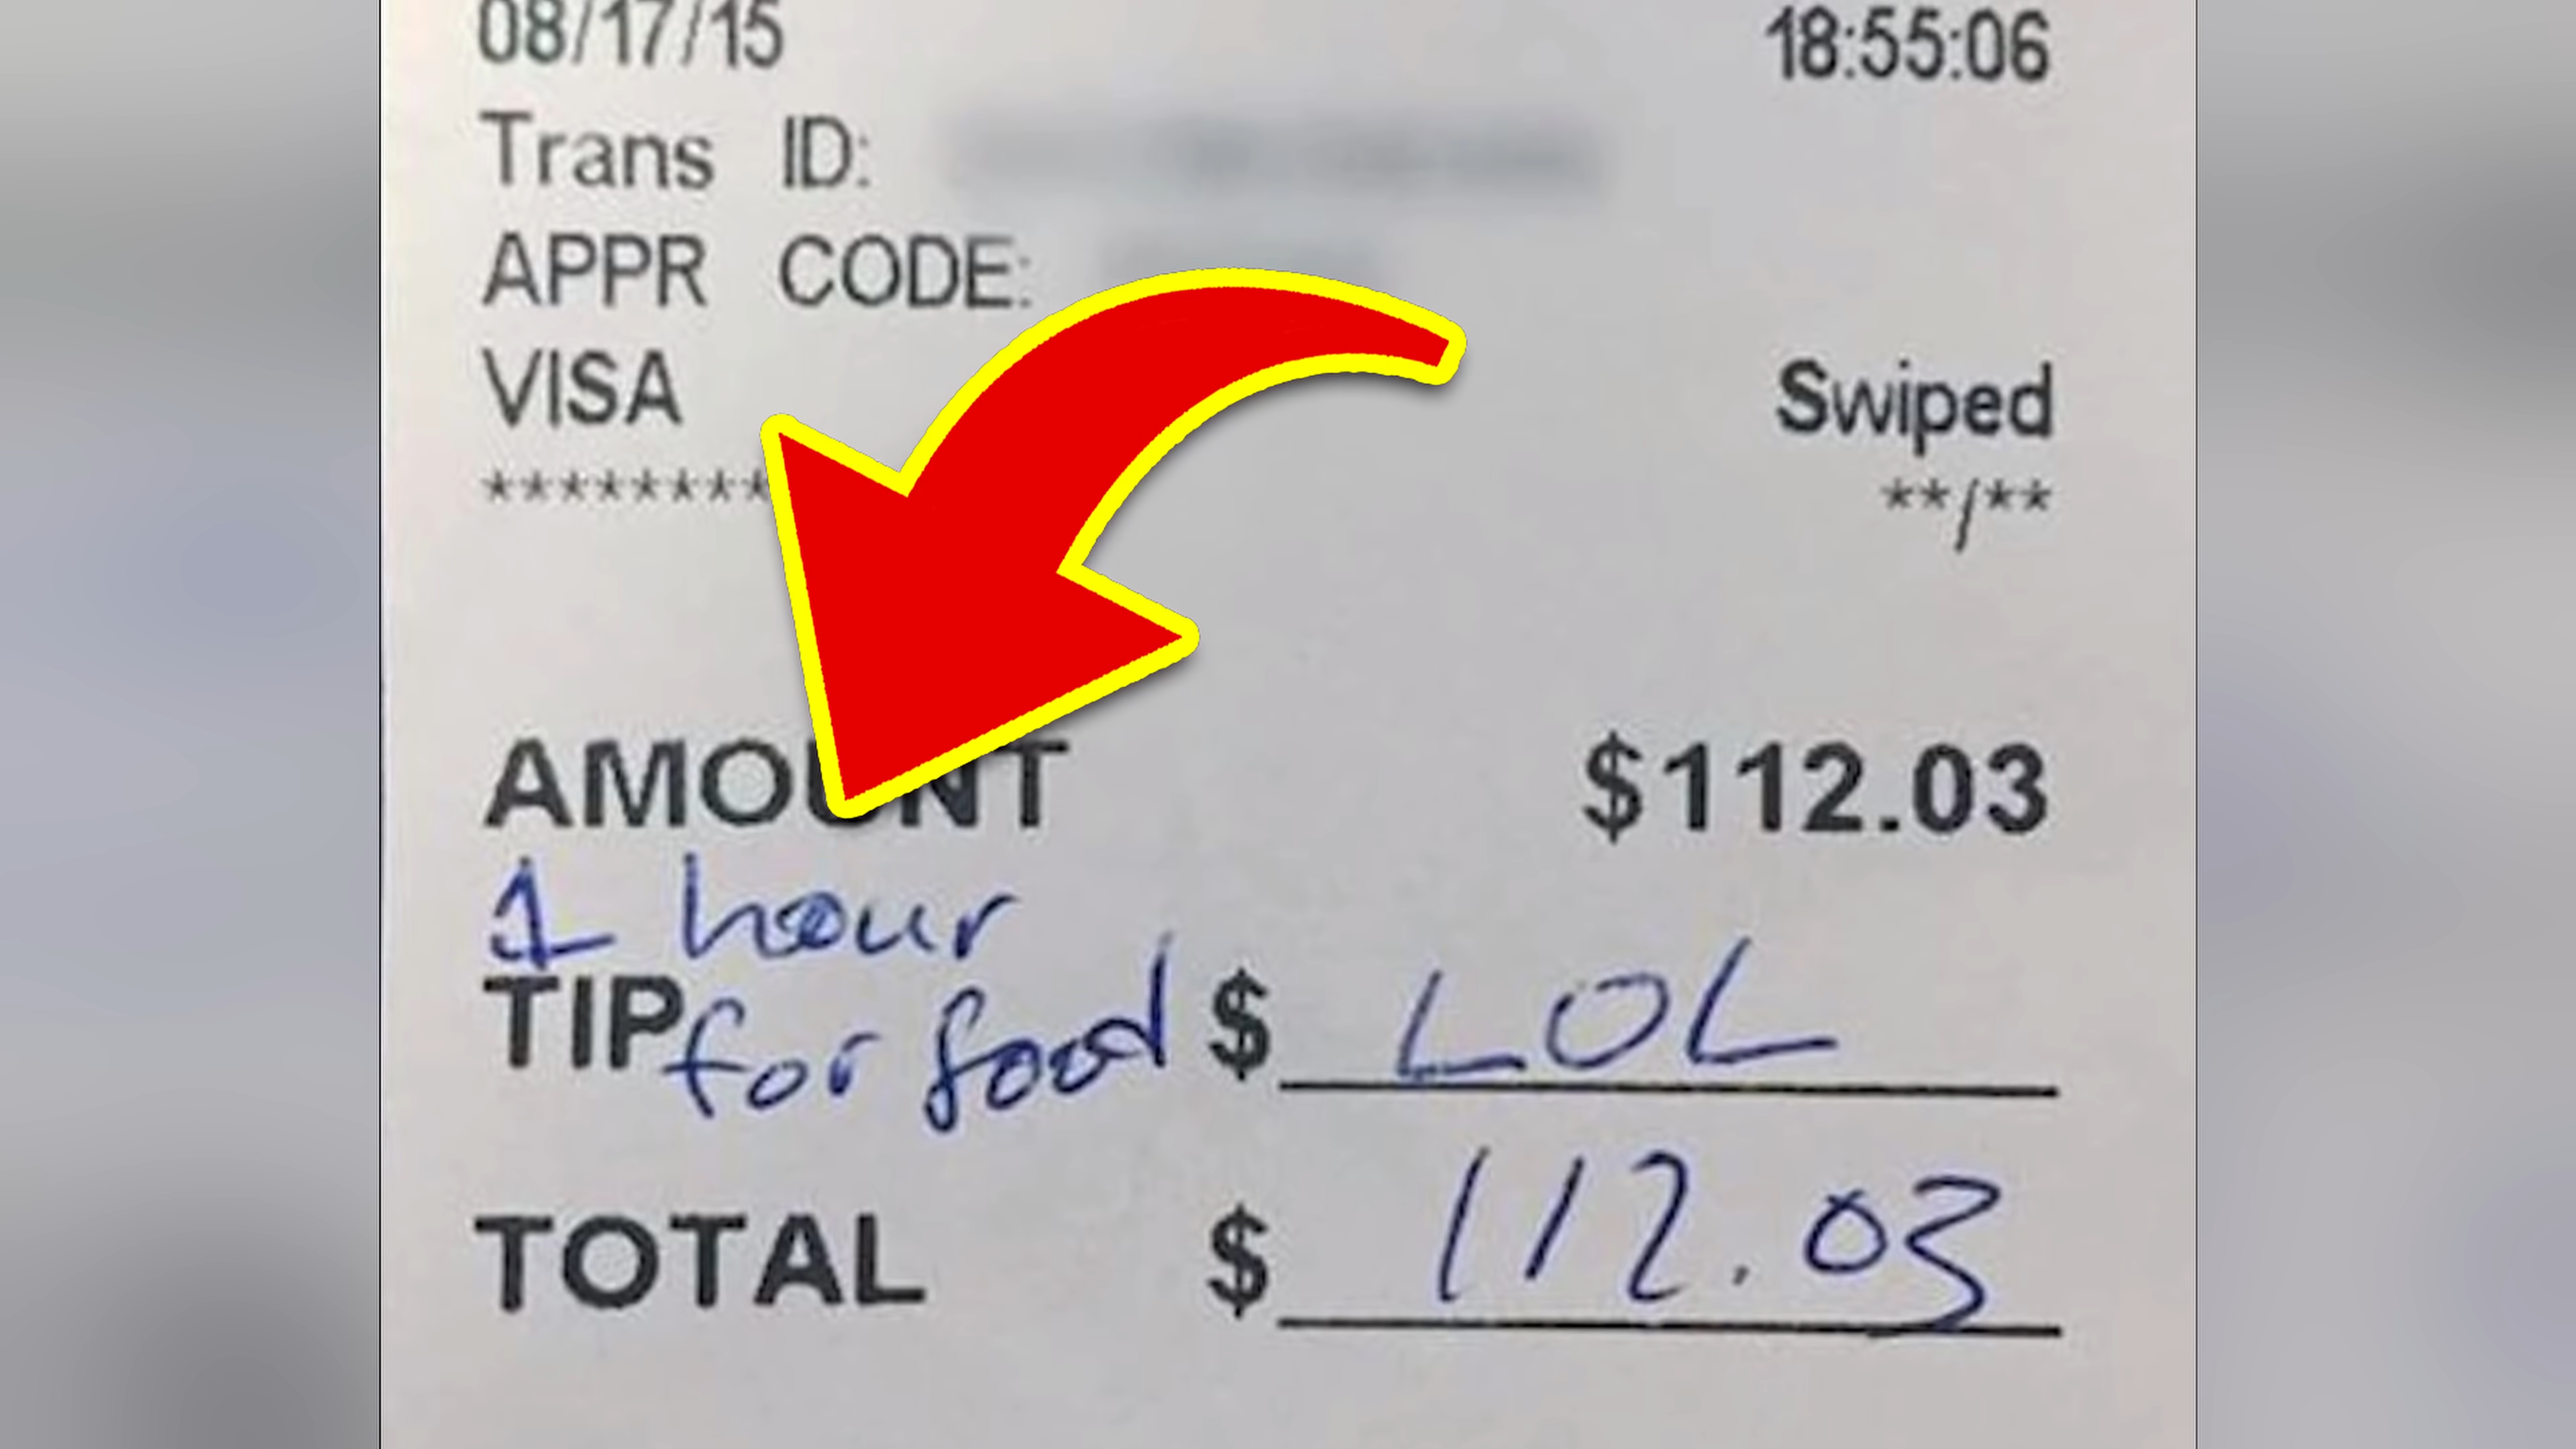 08/17/15 18:55:06
Trans ID:
APPR CODE:
VISA Swiped
******** **/**
AMOUNT $112.03
1 hour
TIP for food $ LOL
TOTAL $ 112.03